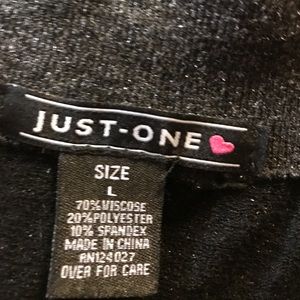 JUST-ONE
SIZE
L
70%VISCOSE
20%POLYESTER
10% SPANDEX
MADE IN CHINA
RN124027
OVER FOR CARE